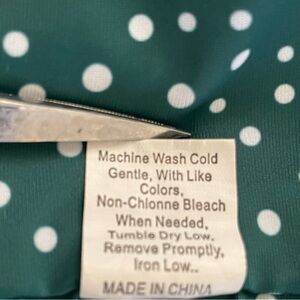 Machine Wash Cold
Gentle, With Like
Colors,
Non-Chionne Bleach
When Needed,
Tumble Dry Low,
Remove Promptly,
Iron Low..
MADE IN CHINA